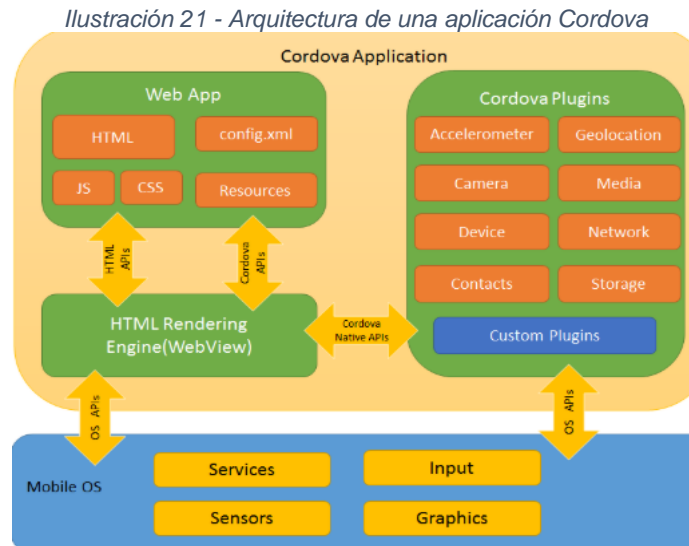 Ilustración 21 - Arquitectura de una aplicación Cordova
Cordova Application
Web App
HTML
config.xml
JS
CSS
Resources
HTML
APIs
Cordova
APIs
HTML Rendering
Engine(WebView)
Cordova
Native APIs
Cordova Plugins
Accelerometer
Geolocation
Camera
Media
Device
Network
Contacts
Storage
Custom Plugins
OS APIs
OS APIs
Mobile OS
Services
Input
Sensors
Graphics